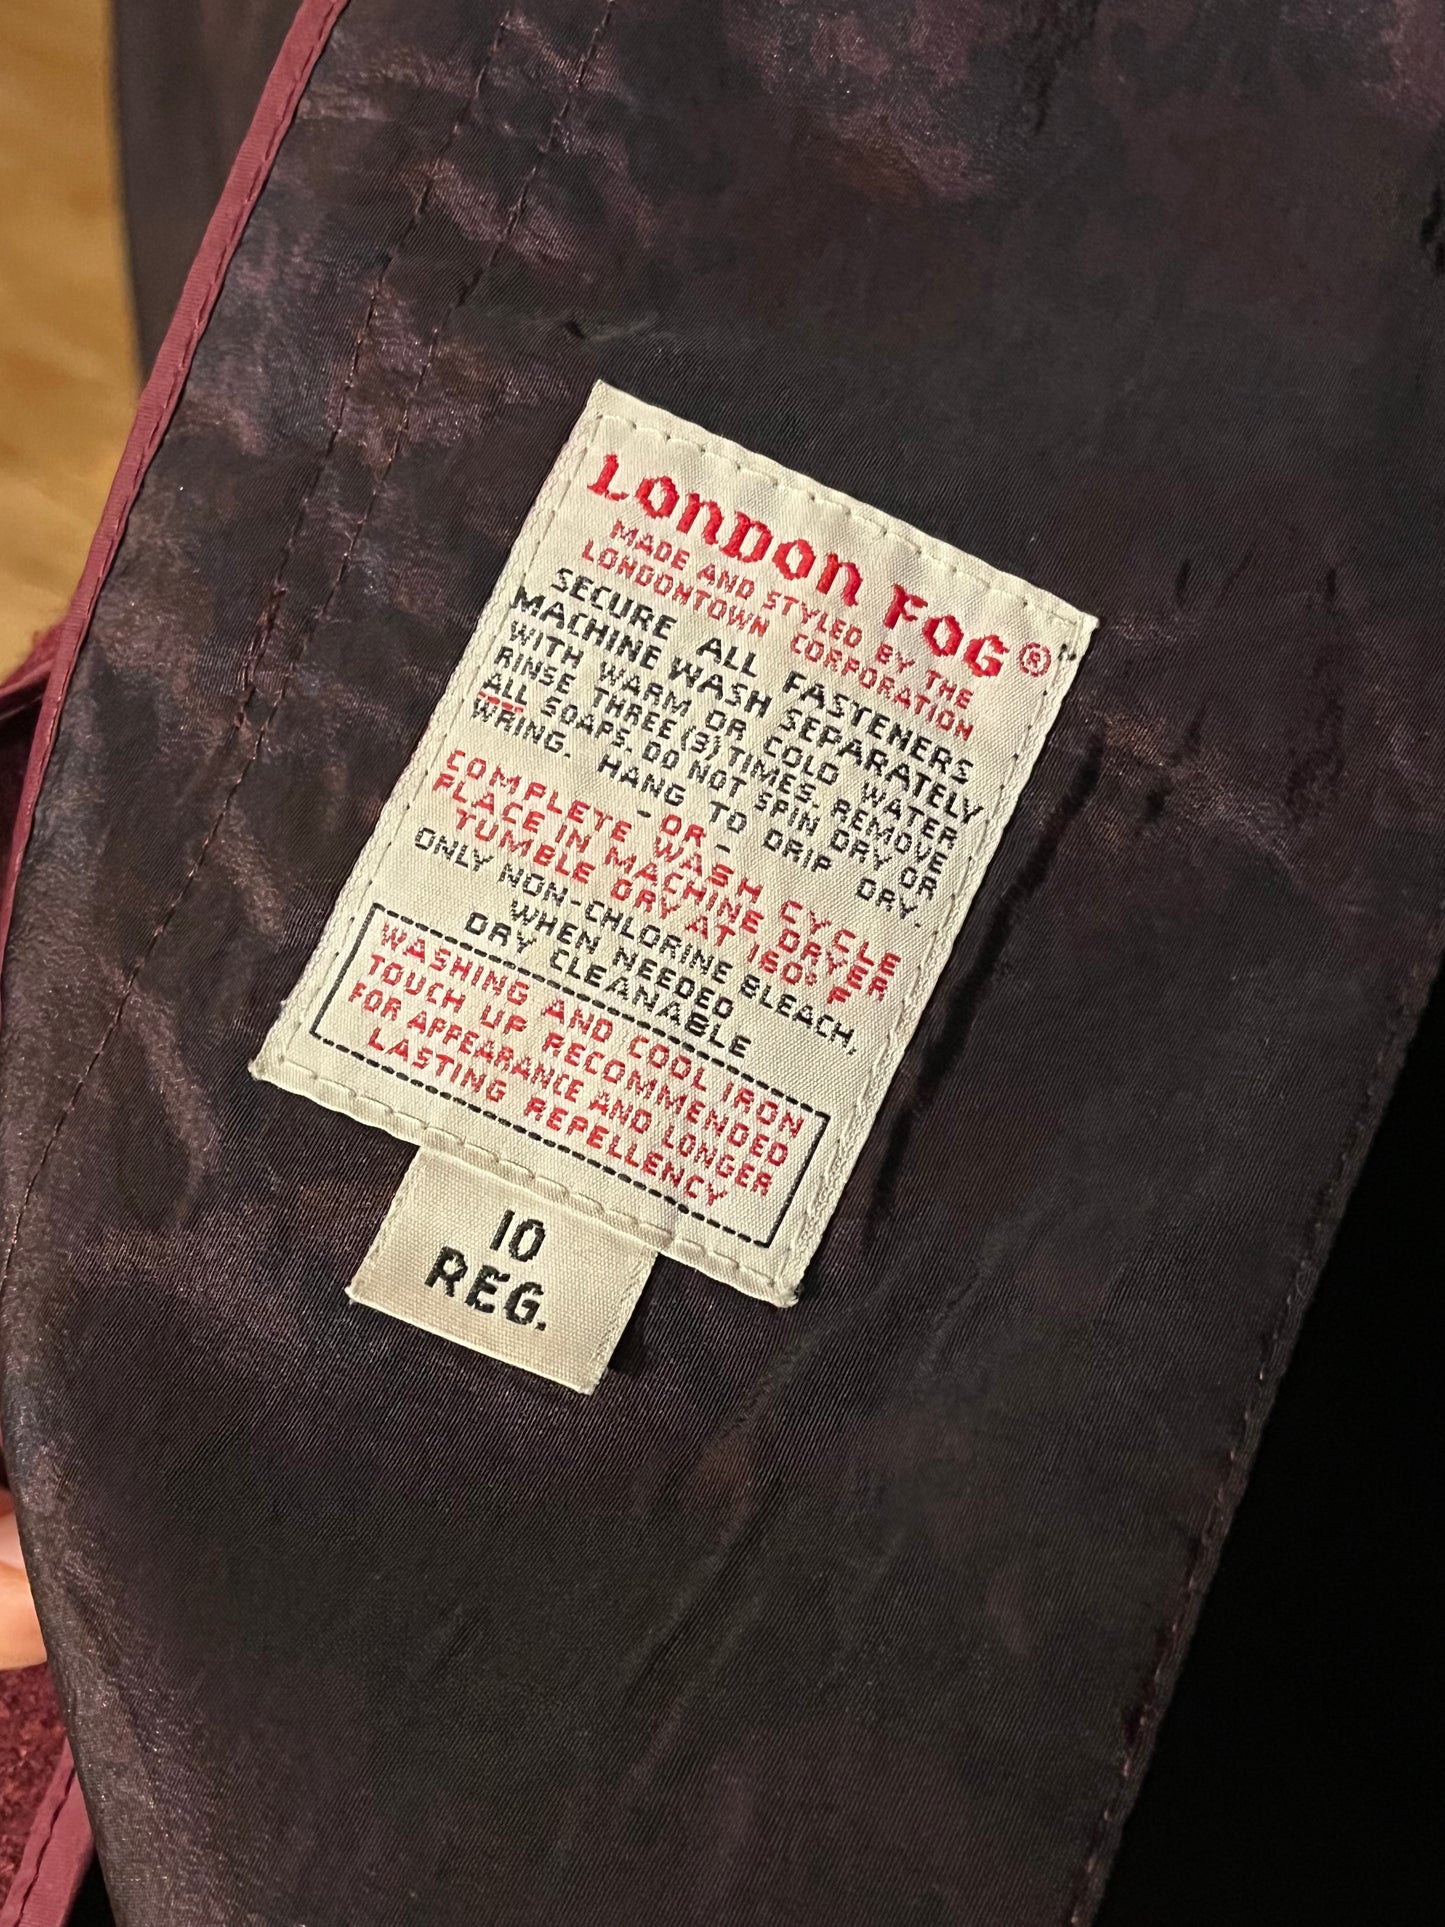 LONDON FOG®
MADE AND STYLED BY THE
LONDONTOWN CORPORATION
SECURE ALL FASTENERS
MACHINE WASH SEPARATELY
WITH WARM OR COLD WATER
RINSE THREE (3) TIMES. REMOVE
ALL SOAPS. DO NOT SPIN DRY OR
WRING. HANG TO DRIP DRY.
- OR -
COMPLETE WASH CYCLE
PLACE IN MACHINE DRYER
TUMBLE DRY AT 160° F
ONLY NON-CHLORINE BLEACH,
WHEN NEEDED
DRY CLEANABLE
WASHING AND COOL IRON
TOUCH UP RECOMMENDED
FOR APPEARANCE AND LONGER
LASTING REPELLENCY
10
REG.